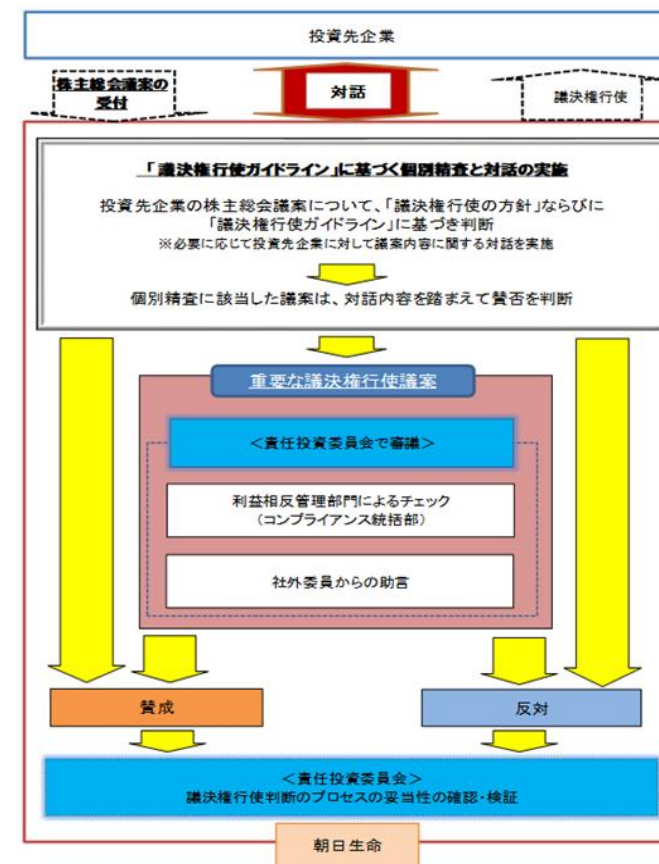 投資先企業
株主総会議案の
受付
対話
議決権行使
「議決権行使ガイドライン」に基づく個別精査と対話の実施
投資先企業の株主総会議案について、「議決権行使の方針」ならびに
「議決権行使ガイドライン」に基づき判断
※必要に応じて投資先企業に対して議案内容に関する対話を実施
個別精査に該当した議案は、対話内容を踏まえて賛否を判断
重要な議決権行使議案
＜責任投資委員会で審議＞
利益相反管理部門によるチェック
（コンプライアンス統括部）
社外委員からの助言
賛成
反対
＜責任投資委員会＞
議決権行使判断のプロセスの妥当性の確認・検証
朝日生命